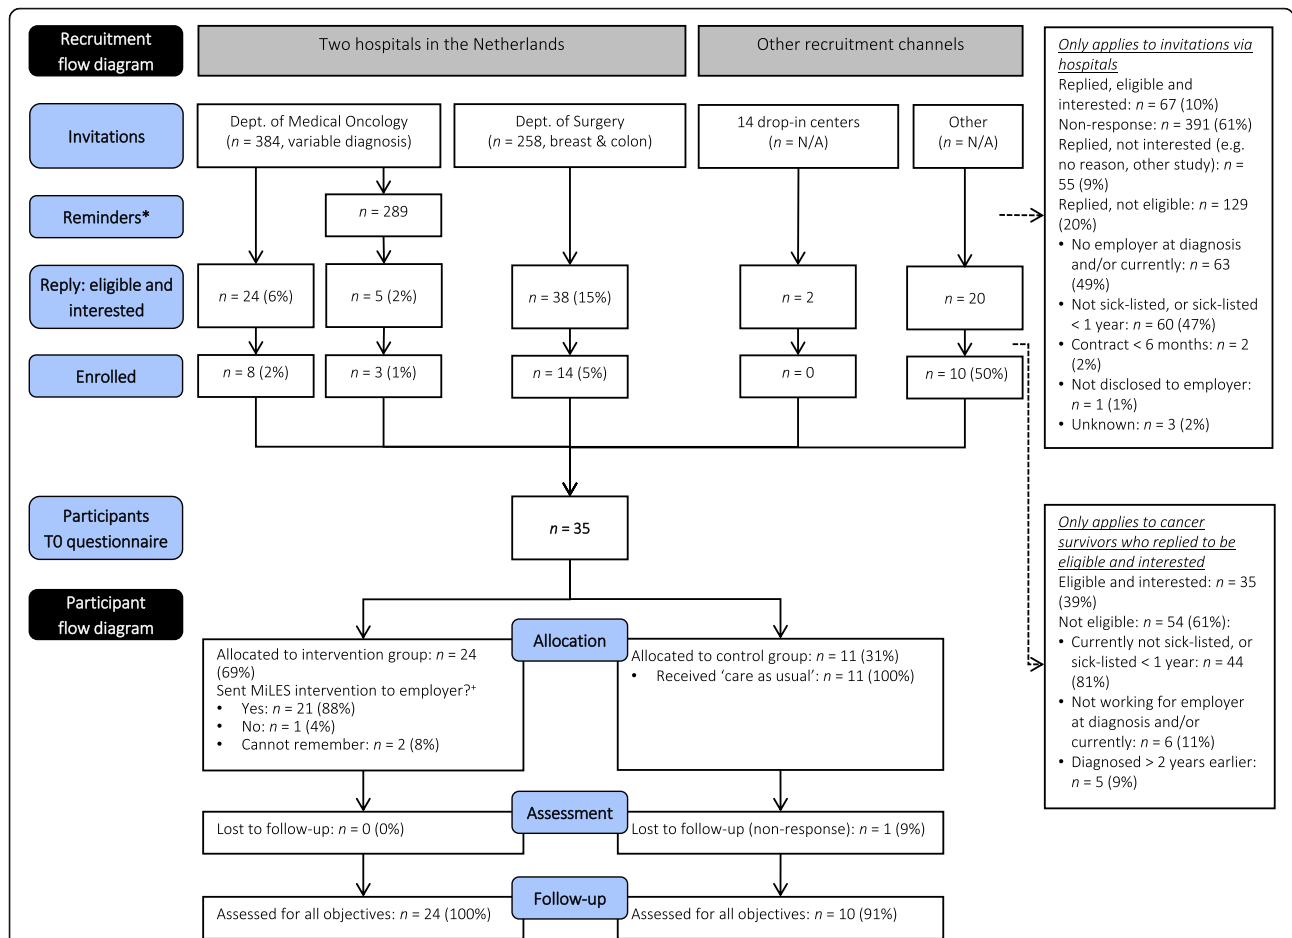 Recruitment
flow diagram
Two hospitals in the Netherlands
Other recruitment channels
Invitations
Dept. of Medical Oncology
(n = 384, variable diagnosis)
Dept. of Surgery
(n = 258, breast & colon)
14 drop-in centers
(n = N/A)
Other
(n = N/A)
Reminders*
n = 289
Reply: eligible and
interested
n = 24 (6%)
n = 5 (2%)
n = 38 (15%)
n = 2
n = 20
Enrolled
n = 8 (2%)
n = 3 (1%)
n = 14 (5%)
n = 0
n = 10 (50%)
Only applies to invitations via
hospitals
Replied, eligible and
interested: n = 67 (10%)
Non-response: n = 391 (61%)
Replied, not interested (e.g.
no reason, other study): n =
55 (9%)
Replied, not eligible: n = 129
(20%)
• No employer at diagnosis
and/or currently: n = 63
(49%)
• Not sick-listed, or sick-listed
< 1 year: n = 60 (47%)
• Contract < 6 months: n = 2
(2%)
• Not disclosed to employer:
n = 1 (1%)
• Unknown: n = 3 (2%)
Participants
T0 questionnaire
n = 35
Only applies to cancer
survivors who replied to be
eligible and interested
Eligible and interested: n = 35
(39%)
Not eligible: n = 54 (61%):
• Currently not sick-listed, or
sick-listed < 1 year: n = 44
(81%)
• Not working for employer
at diagnosis and/or
currently: n = 6 (11%)
• Diagnosed > 2 years earlier:
n = 5 (9%)
Participant
flow diagram
Allocation
Allocated to intervention group: n = 24
(69%)
Sent MiLES intervention to employer?⁺
• Yes: n = 21 (88%)
• No: n = 1 (4%)
• Cannot remember: n = 2 (8%)
Allocated to control group: n = 11 (31%)
• Received ‘care as usual’: n = 11 (100%)
Assessment
Lost to follow-up: n = 0 (0%)
Lost to follow-up (non-response): n = 1 (9%)
Follow-up
Assessed for all objectives: n = 24 (100%)
Assessed for all objectives: n = 10 (91%)